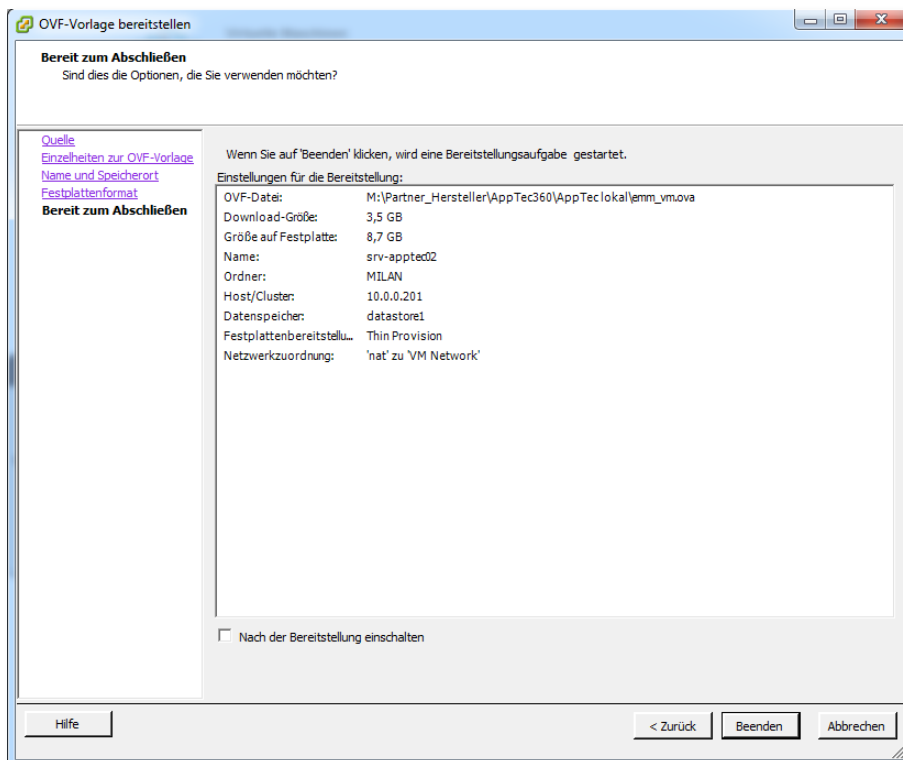 OVF-Vorlage bereitstellen
Bereit zum Abschließen
Sind dies die Optionen, die Sie verwenden möchten?
Quelle
Einzelheiten zur OVF-Vorlage
Name und Speicherort
Festplattenformat
Bereit zum Abschließen
Wenn Sie auf 'Beenden' klicken, wird eine Bereitstellungsaufgabe gestartet.
Einstellungen für die Bereitstellung:
OVF-Datei: M:\Partner_Hersteller\AppTec360\AppTeclokal\emm_vm.ova
Download-Größe: 3,5 GB
Größe auf Festplatte: 8,7 GB
Name: srv-apptec02
Ordner: MILAN
Host/Cluster: 10.0.0.201
Datenspeicher: datastore1
Festplattenbereitstellu... Thin Provision
Netzwerkzuordnung: 'nat' zu 'VM Network'
Nach der Bereitstellung einschalten
Hilfe
< Zurück
Beenden
Abbrechen